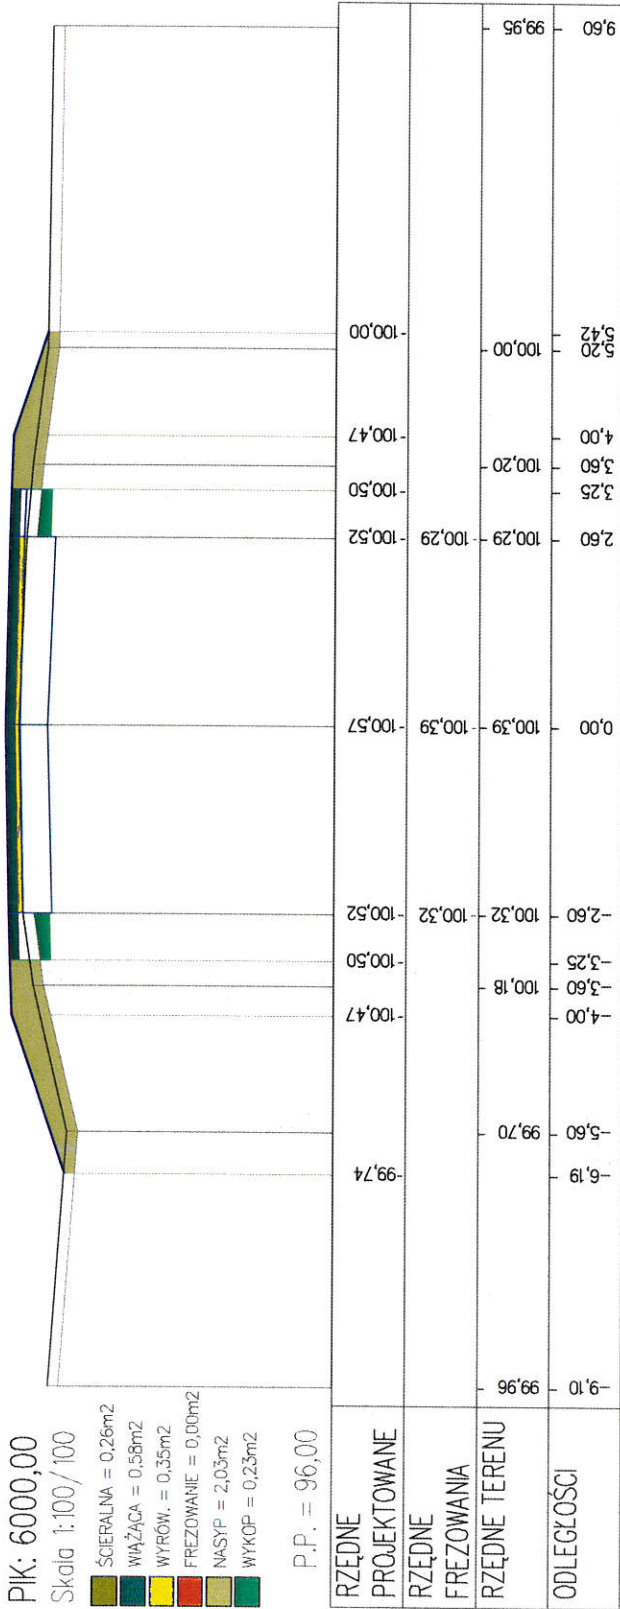 PIK: 6000,00
Skala 1:100/100
ŚCIERALNA = 0,26m2
WIĄŻĄCA = 0,58m2
WYRÓW. = 0,35m2
FREZOWANIE = 0,00m2
NASYP = 2,03m2
WYKOP = 0,23m2
P.P. = 96,00
RZĘDNE PROJEKTOWANE
99,74 100,47 100,50 100,52 100,57 100,52 100,50 100,47 100,00
RZĘDNE FREZOWANIA
100,32 100,39 100,29
RZĘDNE TERENU
99,96 99,70 100,18 100,32 100,39 100,29 100,20 100,00 99,95
ODLEGŁOŚCI
-9,10 -6,19 -5,60 -4,00 -3,60 -3,25 -2,60 0,00 2,60 3,25 3,60 4,00 5,20 5,42 9,60